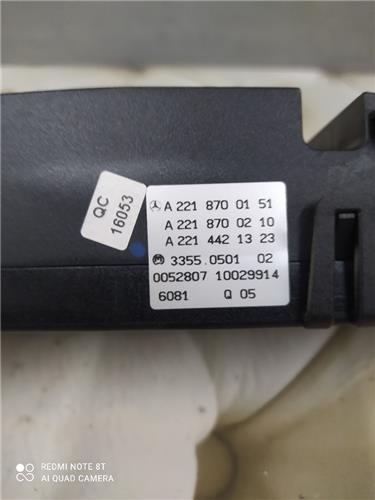 QC
16053
A 221 870 01 51
A 221 870 02 10
A 221 442 13 23
3355.0501 02
0052807 10029914
6081 Q 05
REDMI NOTE 8T
AI QUAD CAMERA